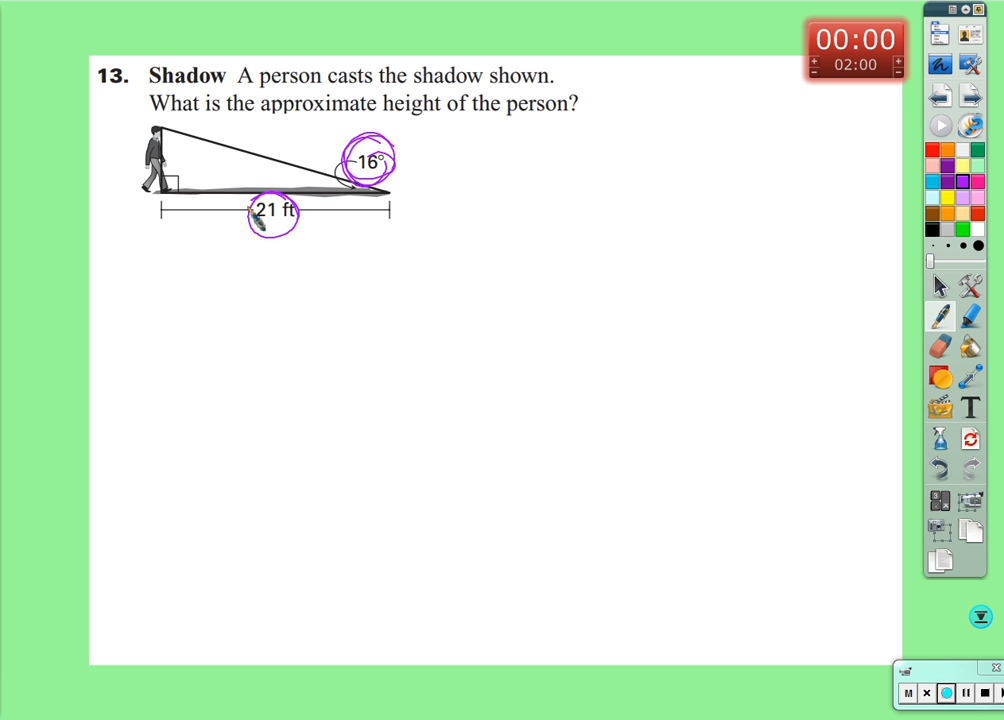 00:00
02:00
13. Shadow A person casts the shadow shown.
What is the approximate height of the person?
16°
21 ft
T
M